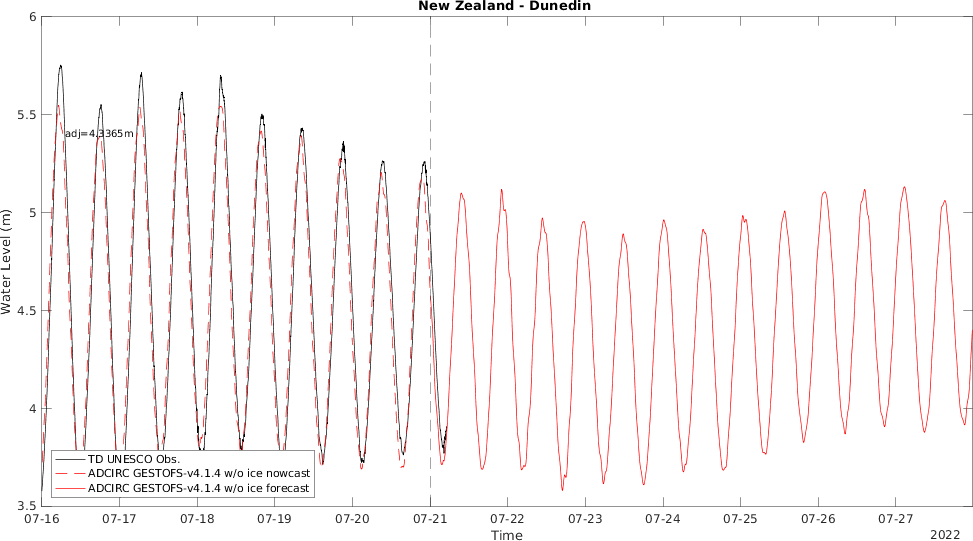 New Zealand - Dunedin
6
5.5
adj=4.3365m
5
Water Level (m)
4.5
4
TD UNESCO Obs.
ADCIRC GESTOFS-v4.1.4 w/o ice nowcast
ADCIRC GESTOFS-v4.1.4 w/o ice forecast
3.5
07-16 07-17 07-18 07-19 07-20 07-21 07-22 07-23 07-24 07-25 07-26 07-27
Time
2022